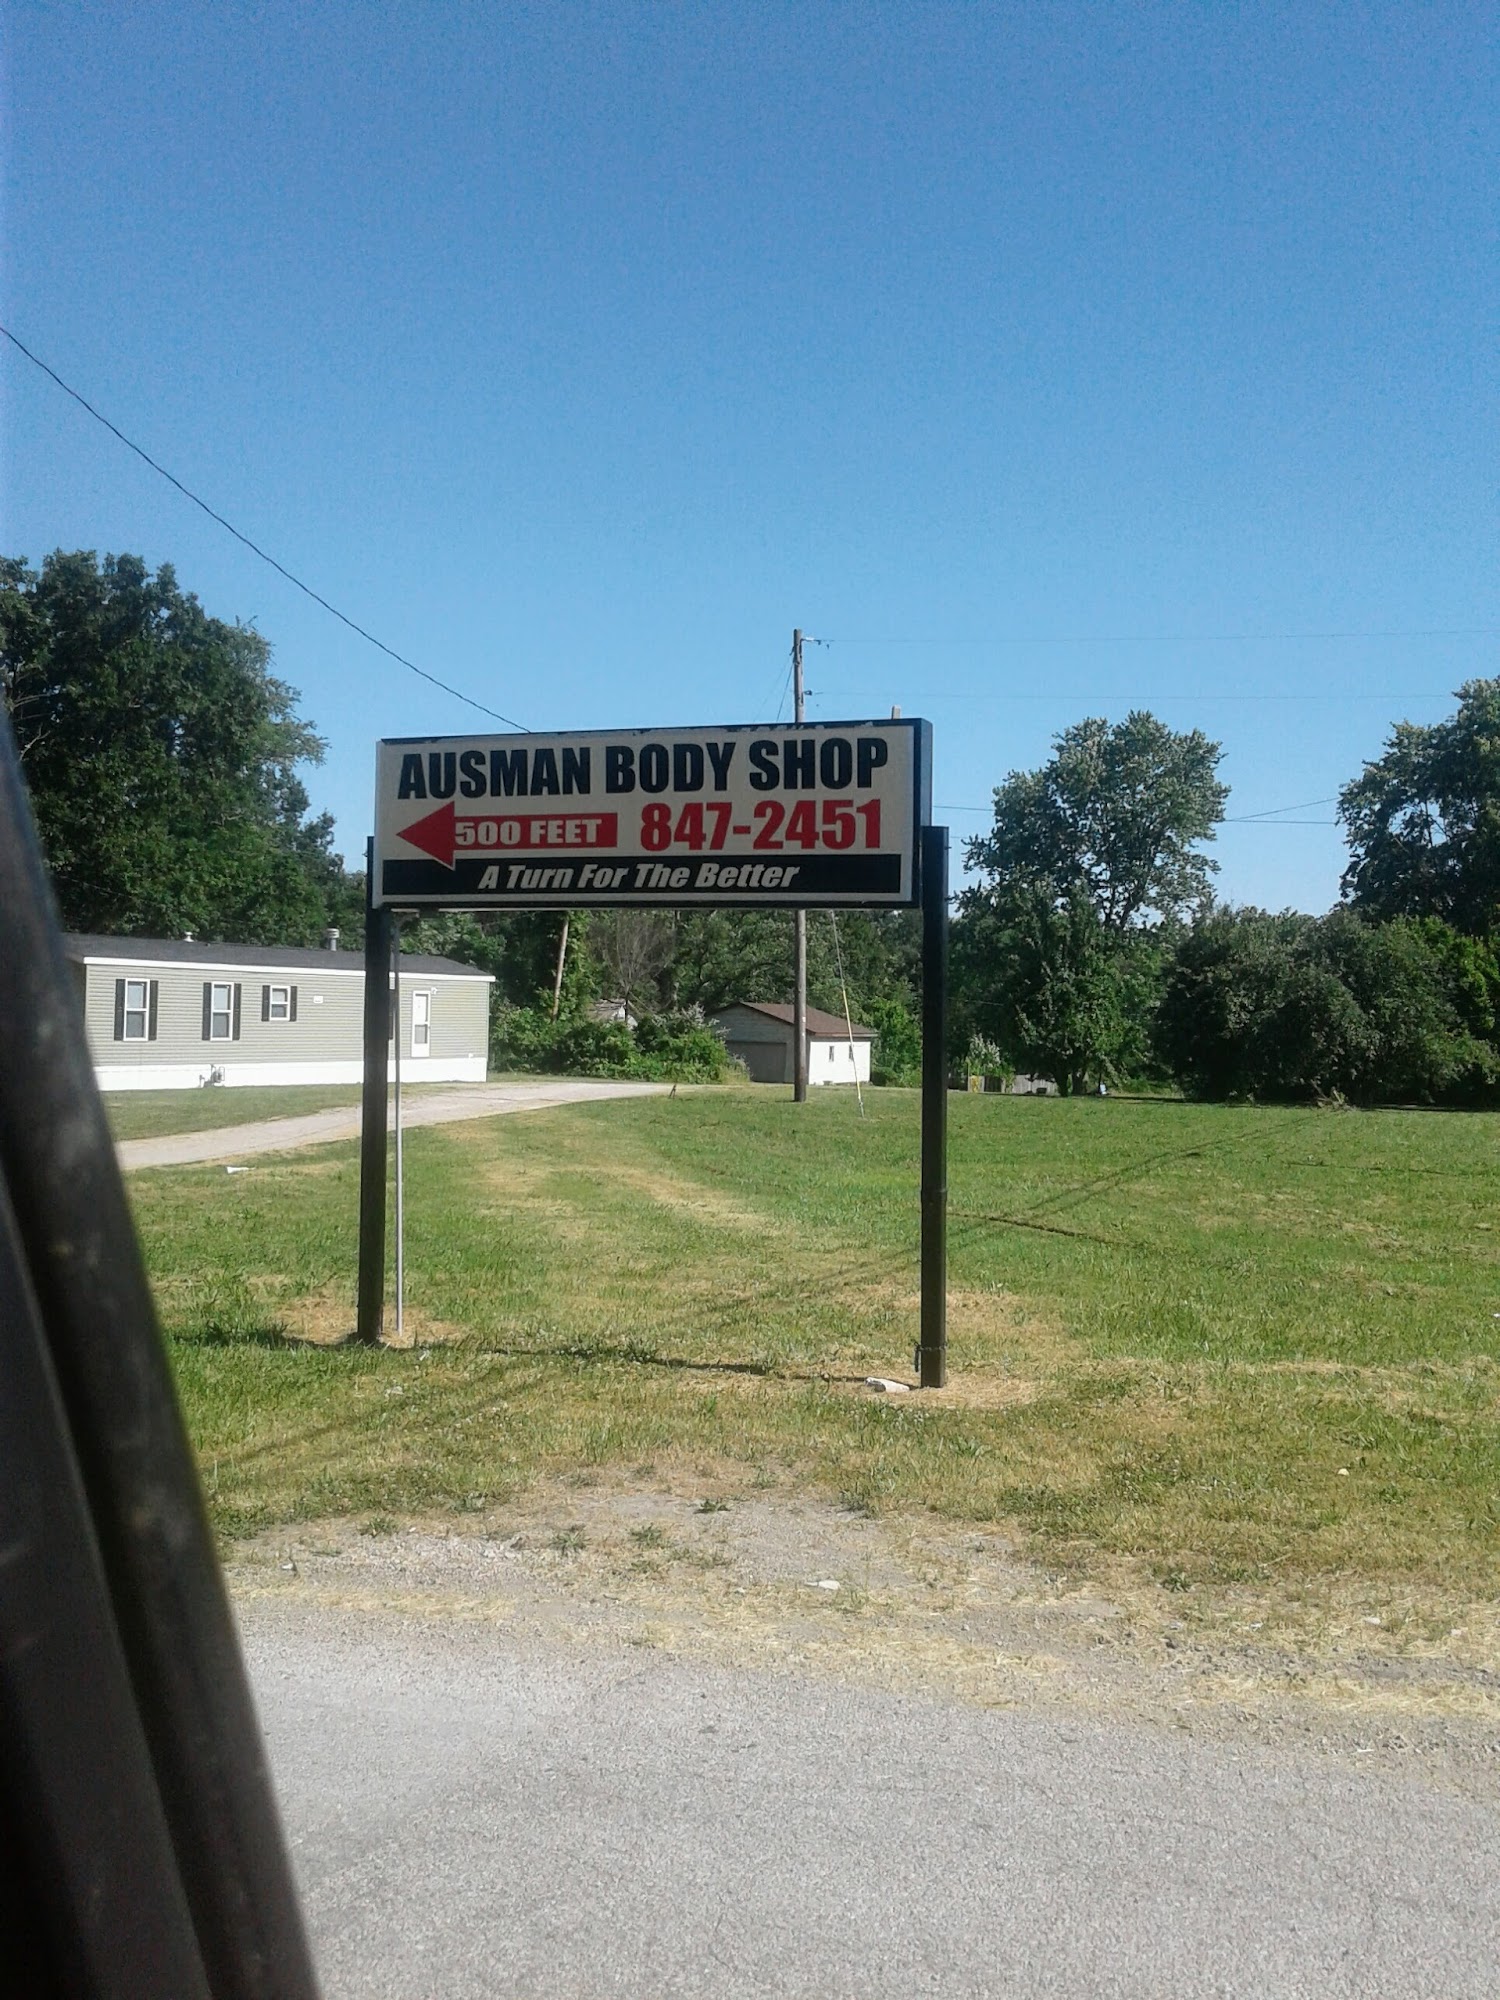 AUSMAN BODY SHOP
500 FEET 847-2451
A Turn For The Better